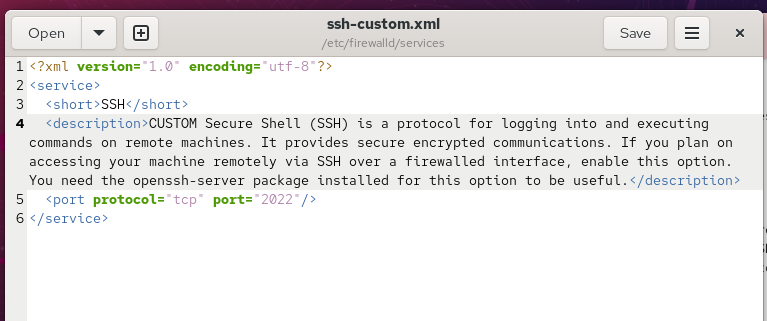 Open
ssh-custom.xml
/etc/firewalld/services
Save
1 <?xml version="1.0" encoding="utf-8"?>
2 <service>
3   <short>SSH</short>
4   <description>CUSTOM Secure Shell (SSH) is a protocol for logging into and executing
commands on remote machines. It provides secure encrypted communications. If you plan on
accessing your machine remotely via SSH over a firewalled interface, enable this option.
You need the openssh-server package installed for this option to be useful.</description>
5   <port protocol="tcp" port="2022"/>
6 </service>